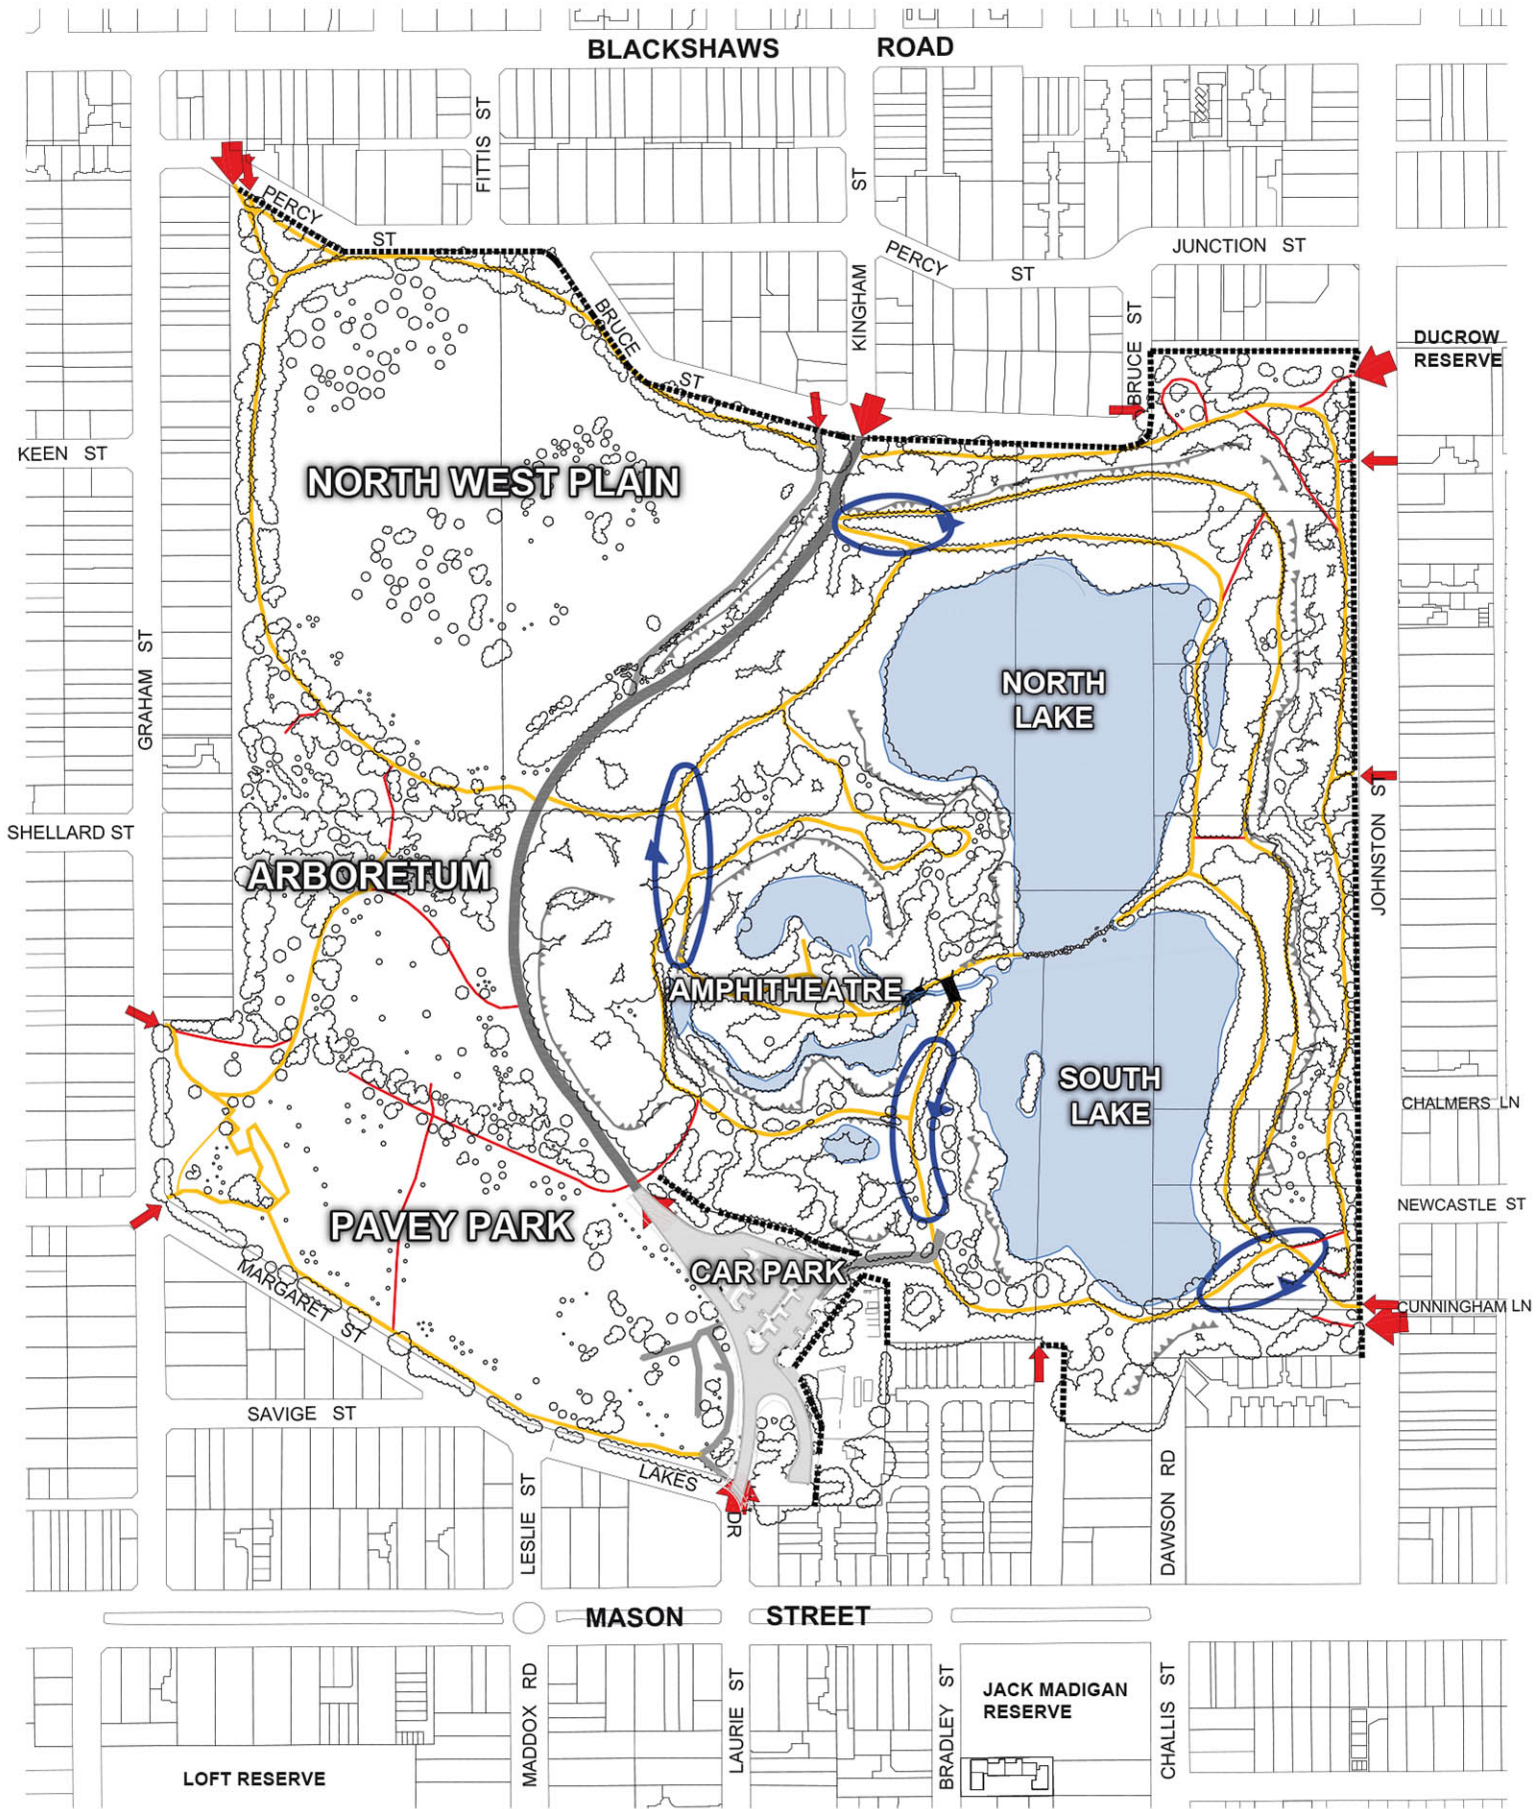 BLACKSHAWS ROAD
FITTIS ST
PERCY
ST
ST
JUNCTION ST
PERCY
ST
KINGHAM
BRUCE
ST
BRUCE ST
DUCROW
RESERVE
KEEN ST
NORTH WEST PLAIN
GRAHAM ST
NORTH
LAKE
SHELLARD ST
ARBORETUM
JOHNSTON ST
AMPHITHEATRE
SOUTH
LAKE
CHALMERS LN
NEWCASTLE ST
PAVEY PARK
CAR PARK
MARGARET ST
CUNNINGHAM LN
SAVIGE ST
LAKES
DR
LESLIE ST
DAWSON RD
MASON STREET
MADDOX RD
LAURIE ST
BRADLEY ST
JACK MADIGAN
RESERVE
CHALLIS ST
LOFT RESERVE